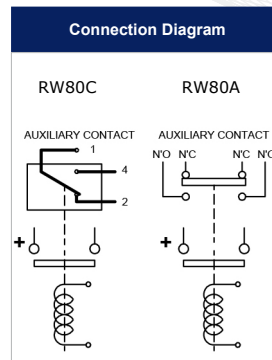 Connection Diagram
RW80C RW80A
AUXILIARY CONTACT AUXILIARY CONTACT
1 N'O N'C N'C N'O
4
2
+ +